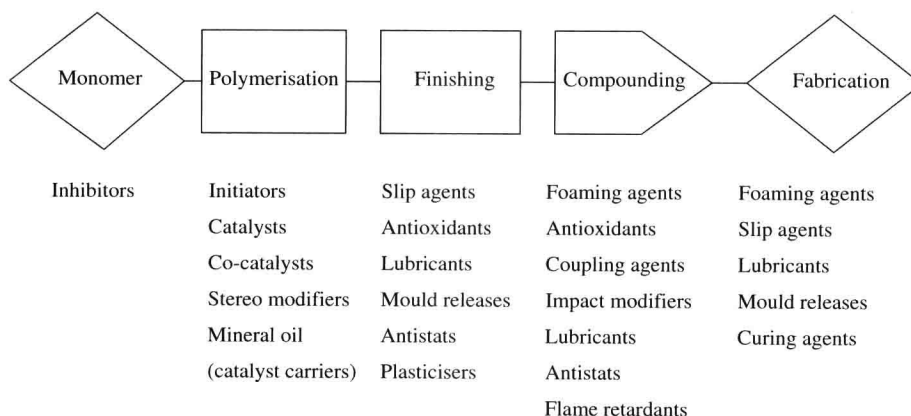 Monomer
Polymerisation
Finishing
Compounding
Fabrication
Inhibitors
Initiators
Catalysts
Co-catalysts
Stereo modifiers
Mineral oil
(catalyst carriers)
Slip agents
Antioxidants
Lubricants
Mould releases
Antistats
Plasticisers
Foaming agents
Antioxidants
Coupling agents
Impact modifiers
Lubricants
Antistats
Flame retardants
Foaming agents
Slip agents
Lubricants
Mould releases
Curing agents